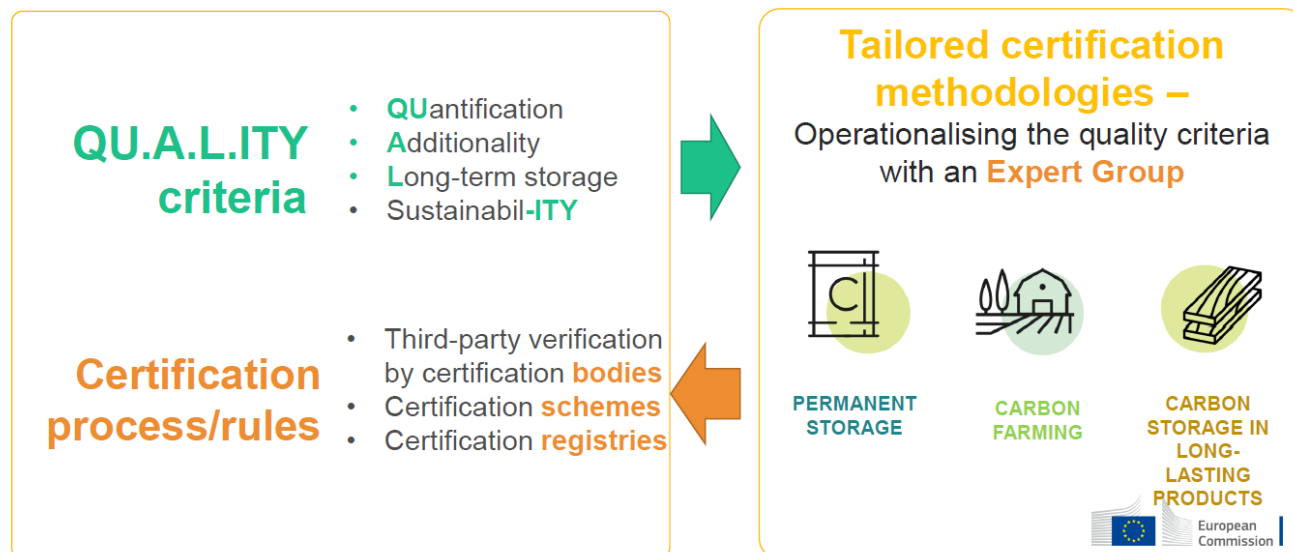 QU.A.L.ITY
criteria
• QUantification
• Additionality
• Long-term storage
• Sustainabil-ITY
Certification
process/rules
• Third-party verification
by certification bodies
• Certification schemes
• Certification registries
Tailored certification
methodologies –
Operationalising the quality criteria
with an Expert Group
C
PERMANENT
STORAGE
CARBON
FARMING
CARBON
STORAGE IN
LONG-
LASTING
PRODUCTS
European
Commission